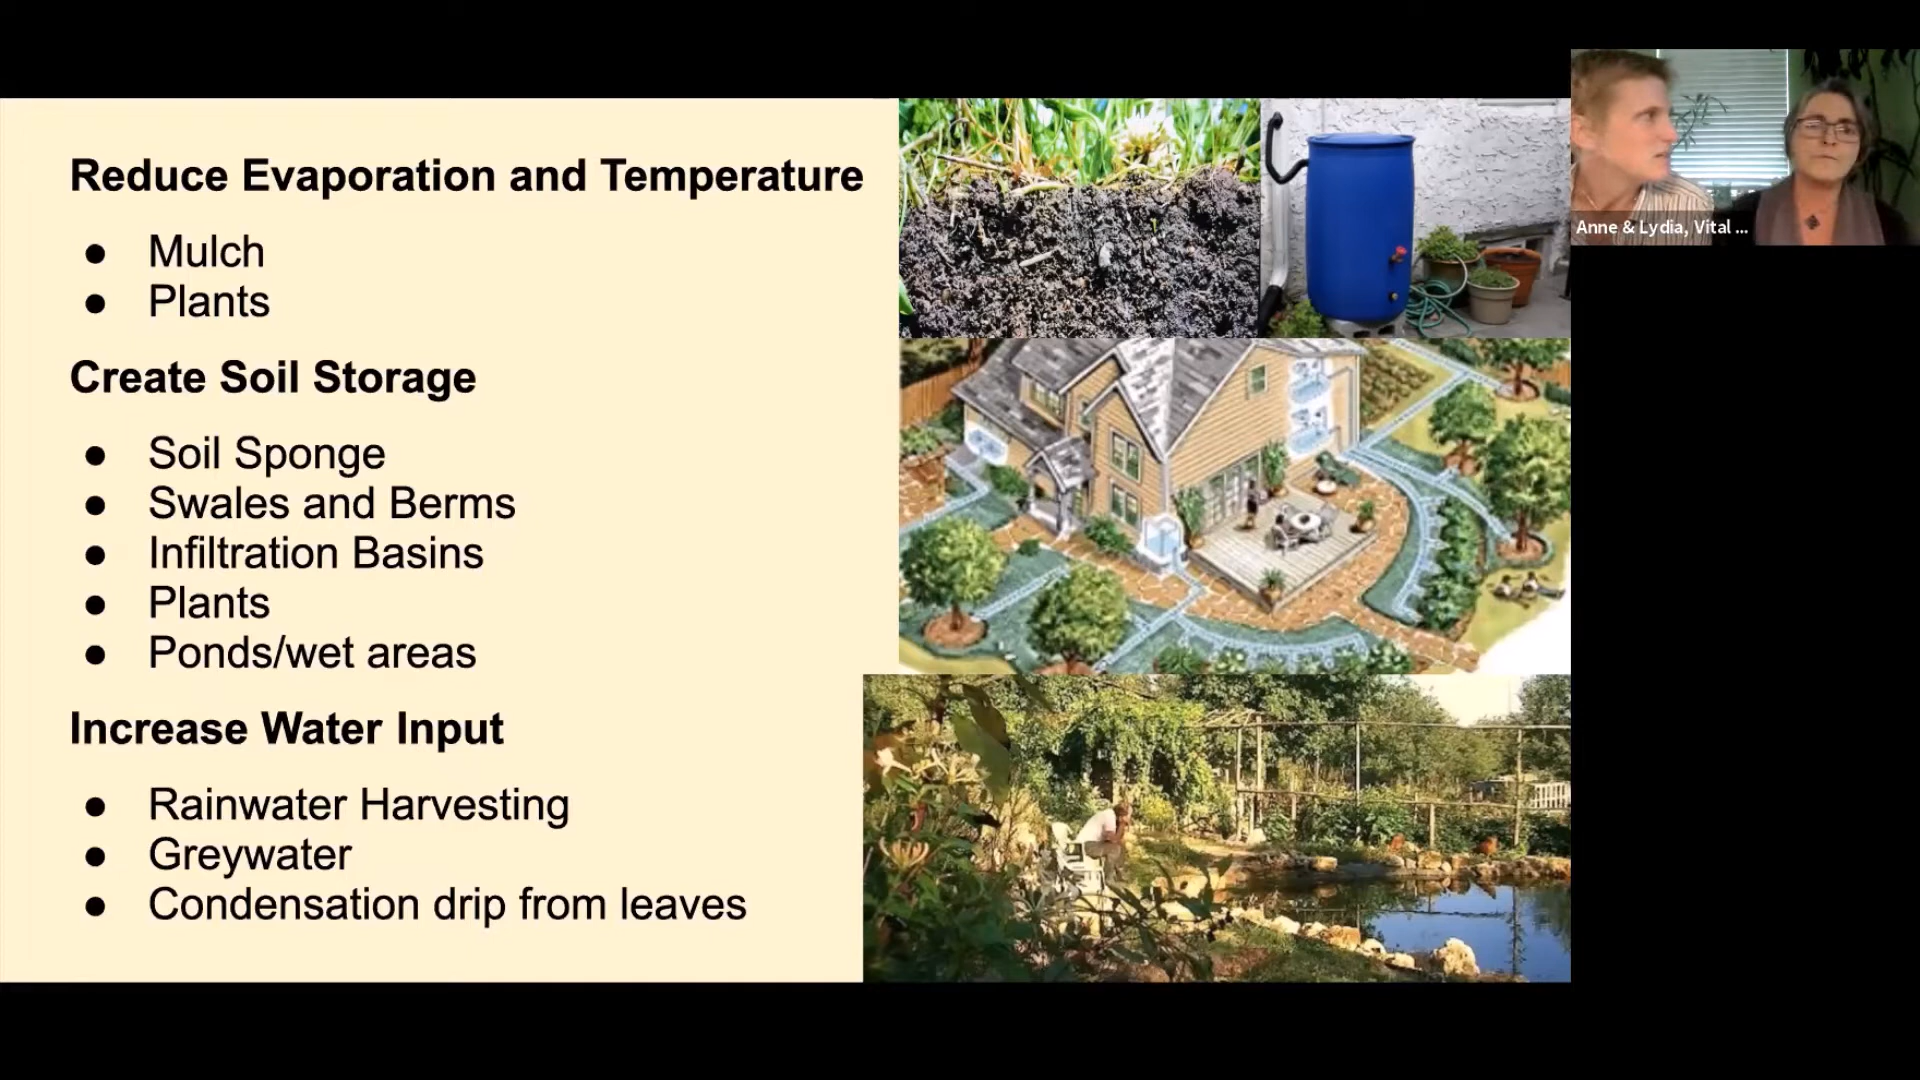 Reduce Evaporation and Temperature
● Mulch
● Plants
Create Soil Storage
● Soil Sponge
● Swales and Berms
● Infiltration Basins
● Plants
● Ponds/wet areas
Increase Water Input
● Rainwater Harvesting
● Greywater
● Condensation drip from leaves
Anne & Lydia, Vital ...